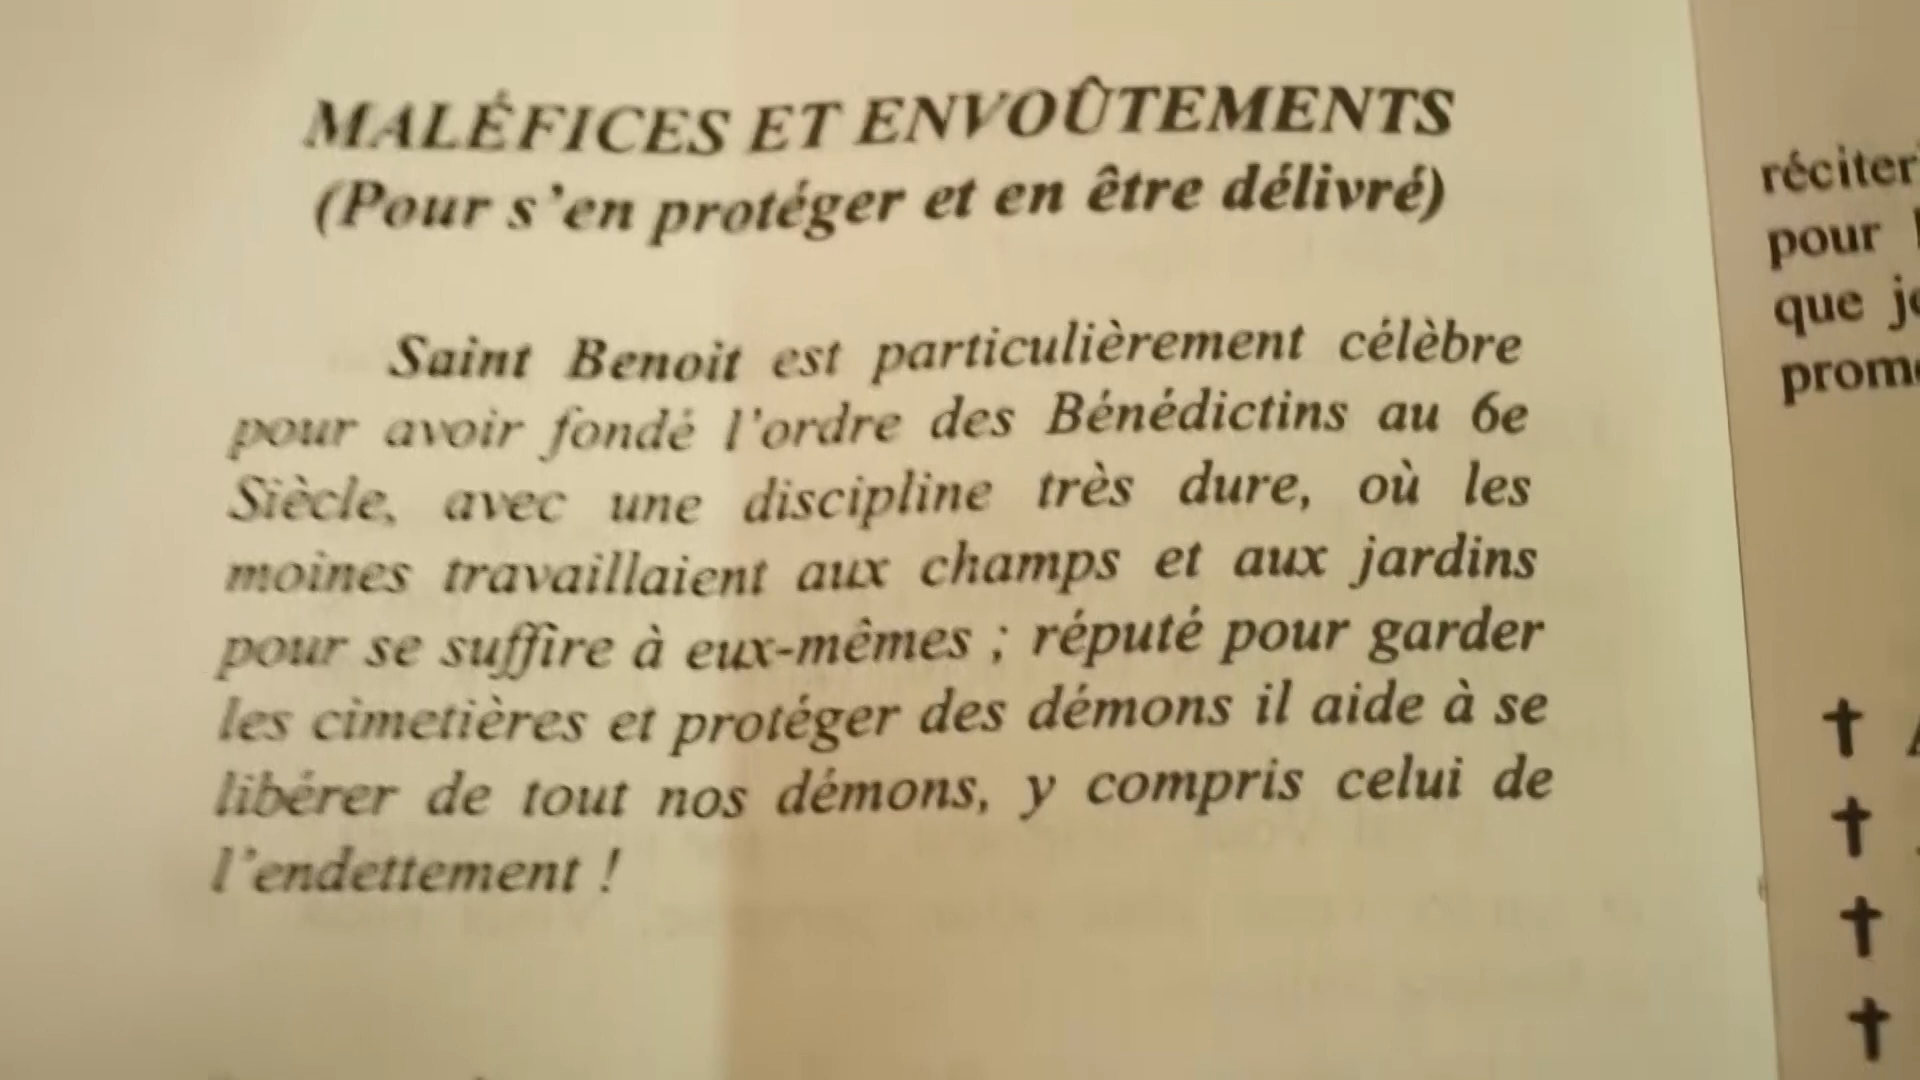 MALÉFICES ET ENVOÛTEMENTS
(Pour s'en protéger et en être délivré)
Saint Benoit est particulièrement célèbre
pour avoir fondé l'ordre des Bénédictins au 6e
Siècle, avec une discipline très dure, où les
moines travaillaient aux champs et aux jardins
pour se suffire à eux-mêmes ; réputé pour garder
les cimetières et protéger des démons il aide à se
libérer de tout nos démons, y compris celui de
l'endettement !
pour
que